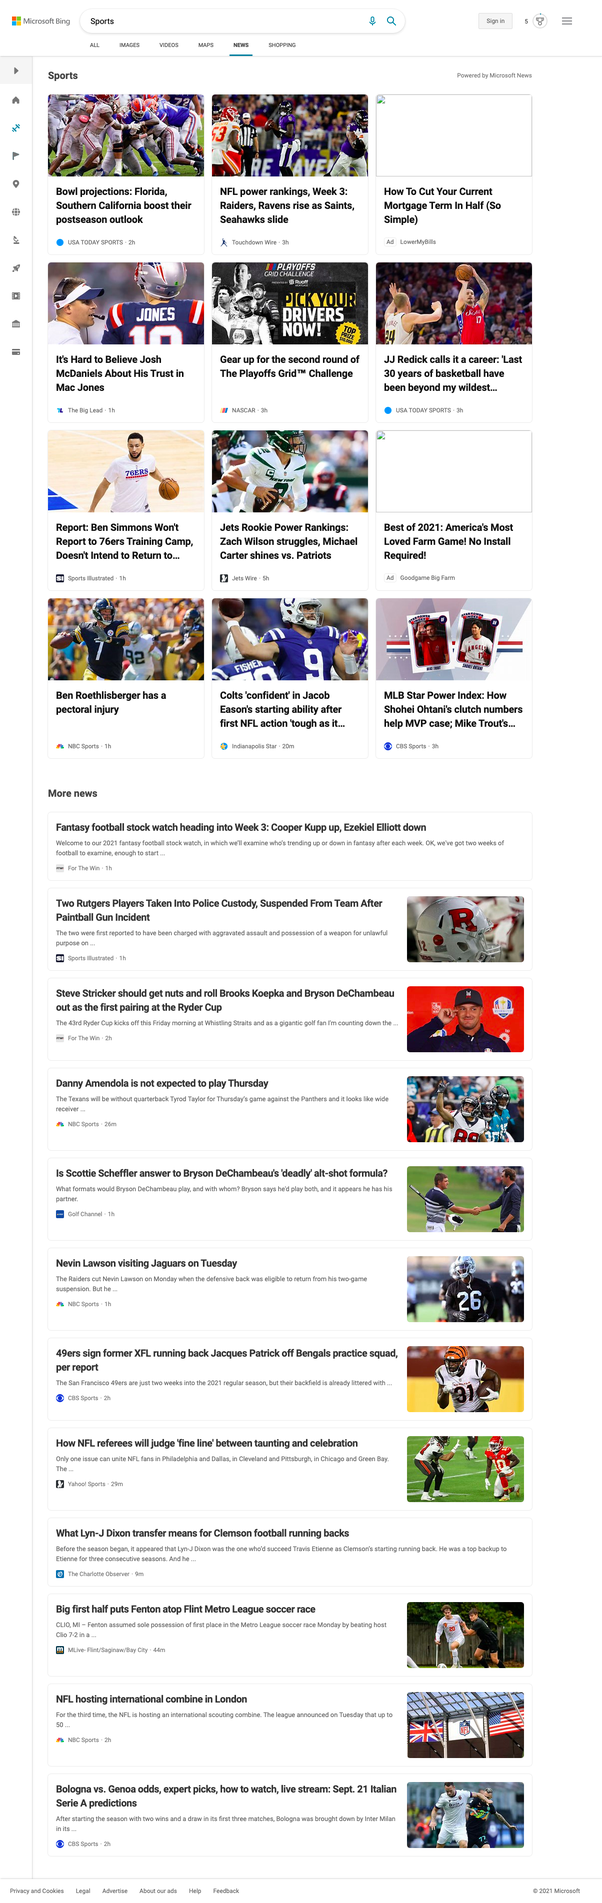 Microsoft Bing
Sports
Sign in
5
ALL
IMAGES
VIDEOS
MAPS
NEWS
SHOPPING
Sports
Powered by Microsoft News
Bowl projections: Florida,
Southern California boost their
postseason outlook
USA TODAY SPORTS · 2h
NFL power rankings, Week 3:
Raiders, Ravens rise as Saints,
Seahawks slide
Touchdown Wire · 3h
How To Cut Your Current
Mortgage Term In Half (So
Simple)
Ad LowerMyBills
JONES
10
It's Hard to Believe Josh
McDaniels About His Trust in
Mac Jones
The Big Lead · 1h
PLAYOFFS
GRID CHALLENGE
PICK YOUR
DRIVERS
NOW!
TOP
PRIZE
Gear up for the second round of
The Playoffs Grid™ Challenge
NASCAR · 3h
24
17
JJ Redick calls it a career: 'Last
30 years of basketball have
been beyond my wildest...
USA TODAY SPORTS · 3h
76ERS
Report: Ben Simmons Won't
Report to 76ers Training Camp,
Doesn't Intend to Return to...
Sports Illustrated · 1h
Jets Rookie Power Rankings:
Zach Wilson struggles, Michael
Carter shines vs. Patriots
Jets Wire · 5h
Best of 2021: America's Most
Loved Farm Game! No Install
Required!
Ad Goodgame Big Farm
7
92
Ben Roethlisberger has a
pectoral injury
NBC Sports · 1h
FISHER
9
Colts 'confident' in Jacob
Eason's starting ability after
first NFL action 'tough as it...
Indianapolis Star · 20m
MLB Star Power Index: How
Shohei Ohtani's clutch numbers
help MVP case; Mike Trout's...
CBS Sports · 3h
More news
Fantasy football stock watch heading into Week 3: Cooper Kupp up, Ezekiel Elliott down
Welcome to our 2021 fantasy football stock watch, in which we'll examine who's trending up or down in fantasy after each week. OK, we've got two weeks of
football to examine, enough to start ...
For The Win · 1h
Two Rutgers Players Taken Into Police Custody, Suspended From Team After
Paintball Gun Incident
The two were first reported to have been charged with aggravated assault and possession of a weapon for unlawful
purpose on ...
Sports Illustrated · 1h
R
Steve Stricker should get nuts and roll Brooks Koepka and Bryson DeChambeau
out as the first pairing at the Ryder Cup
The 43rd Ryder Cup kicks off this Friday morning at Whistling Straits and as a gigantic golf fan I'm counting down the ...
For The Win · 2h
Danny Amendola is not expected to play Thursday
The Texans will be without quarterback Tyrod Taylor for Thursday's game against the Panthers and it looks like wide
receiver ...
NBC Sports · 26m
Is Scottie Scheffler answer to Bryson DeChambeau's 'deadly' alt-shot formula?
What formats would Bryson DeChambeau play, and with whom? Bryson says he'd play both, and it appears he has his
partner.
Golf Channel · 1h
Nevin Lawson visiting Jaguars on Tuesday
The Raiders cut Nevin Lawson on Monday when the defensive back was eligible to return from his two-game
suspension. But he ...
NBC Sports · 1h
26
49ers sign former XFL running back Jacques Patrick off Bengals practice squad,
per report
The San Francisco 49ers are just two weeks into the 2021 regular season, but their backfield is already littered with ...
CBS Sports · 2h
31
How NFL referees will judge 'fine line' between taunting and celebration
Only one issue can unite NFL fans in Philadelphia and Dallas, in Cleveland and Pittsburgh, in Chicago and Green Bay.
The ...
Yahoo! Sports · 29m
What Lyn-J Dixon transfer means for Clemson football running backs
Before the season began, it appeared that Lyn-J Dixon was the one who'd succeed Travis Etienne as Clemson's starting running back. He was a top backup to
Etienne for three consecutive seasons. And he ...
The Charlotte Observer · 9m
Big first half puts Fenton atop Flint Metro League soccer race
CLIO, MI – Fenton assumed sole possession of first place in the Metro League soccer race Monday by beating host
Clio 7-2 in a ...
MLive- Flint/Saginaw/Bay City · 44m
NFL hosting international combine in London
For the third time, the NFL is hosting an international scouting combine. The league announced on Tuesday that up to
50 ...
NBC Sports · 2h
Bologna vs. Genoa odds, expert picks, how to watch, live stream: Sept. 21 Italian
Serie A predictions
After starting the season with two wins and a draw in its first three matches, Bologna was brought down by Inter Milan
in its ...
CBS Sports · 2h
Privacy and Cookies
Legal
Advertise
About our ads
Help
Feedback
© 2021 Microsoft